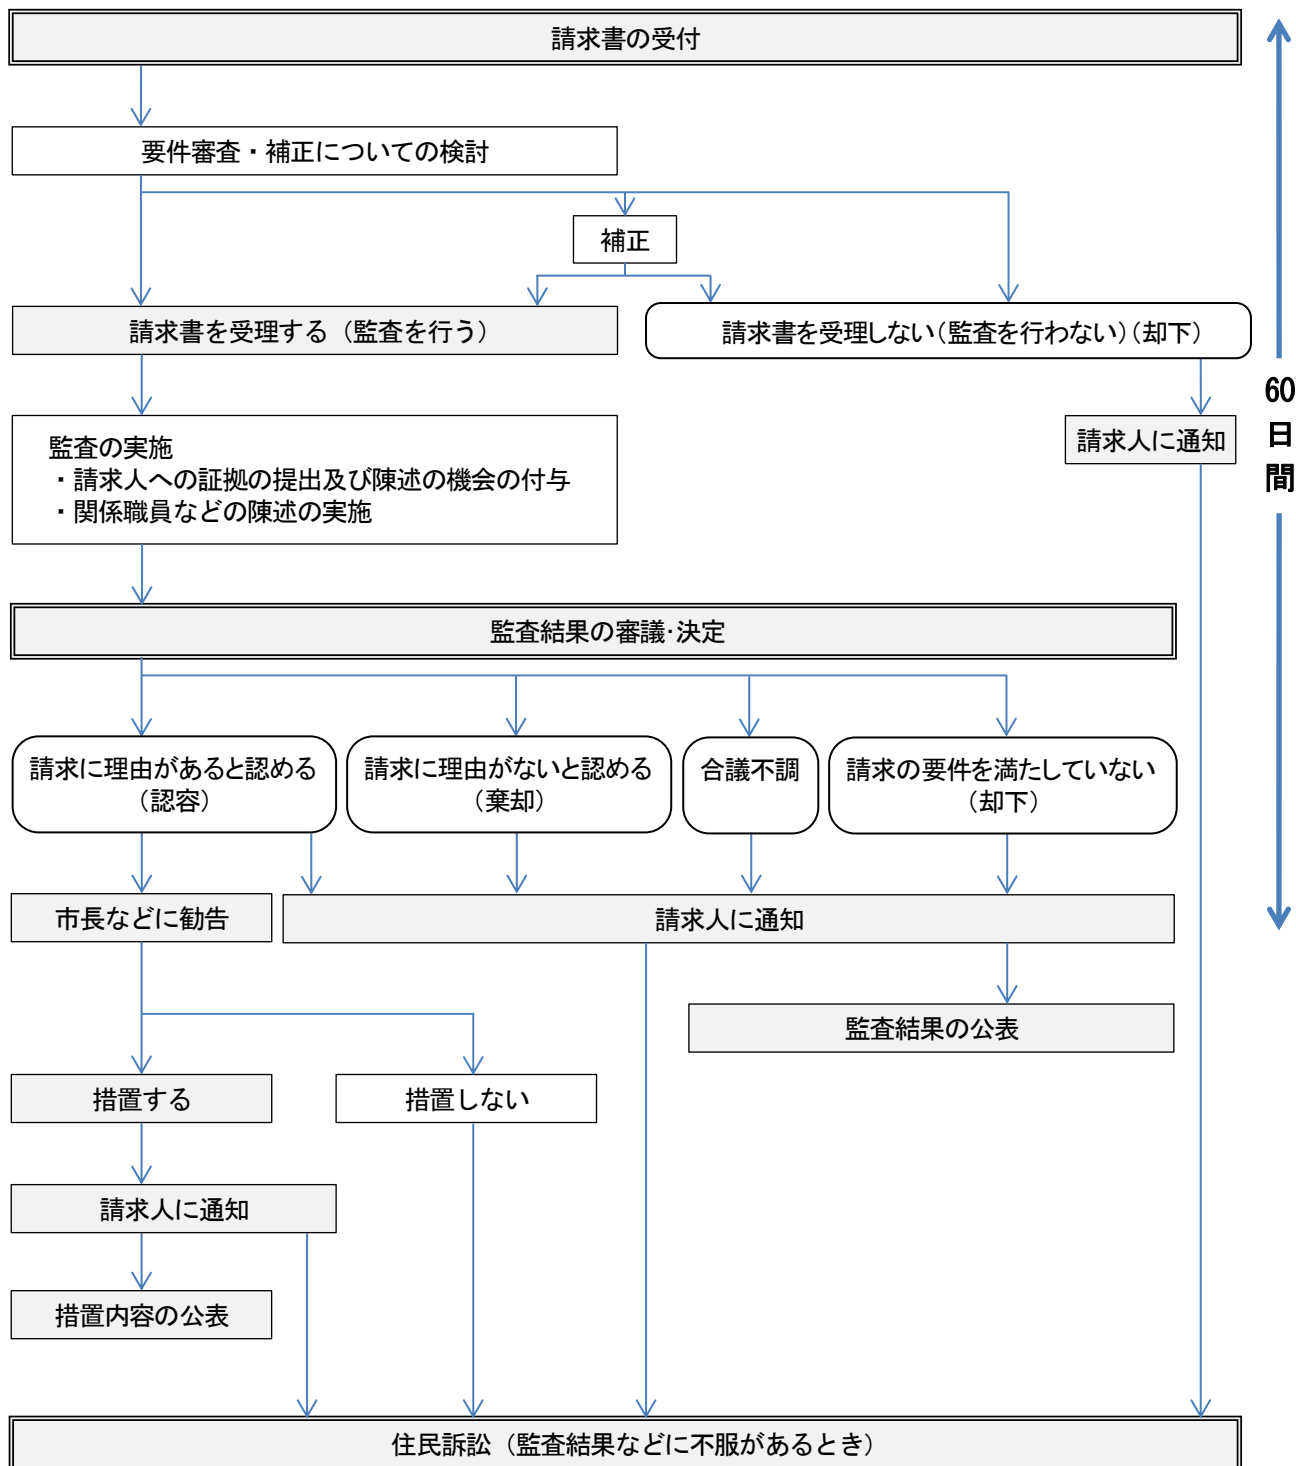 請求書の受付
要件審査・補正についての検討
補正
請求書を受理する（監査を行う）
請求書を受理しない（監査を行わない）（却下）
60
日
間
請求人に通知
監査の実施
・請求人への証拠の提出及び陳述の機会の付与
・関係職員などの陳述の実施
監査結果の審議・決定
請求に理由があると認める
（認容）
請求に理由がないと認める
（棄却）
合議不調
請求の要件を満たしていない
（却下）
市長などに勧告
請求人に通知
監査結果の公表
措置する
措置しない
請求人に通知
措置内容の公表
住民訴訟（監査結果などに不服があるとき）